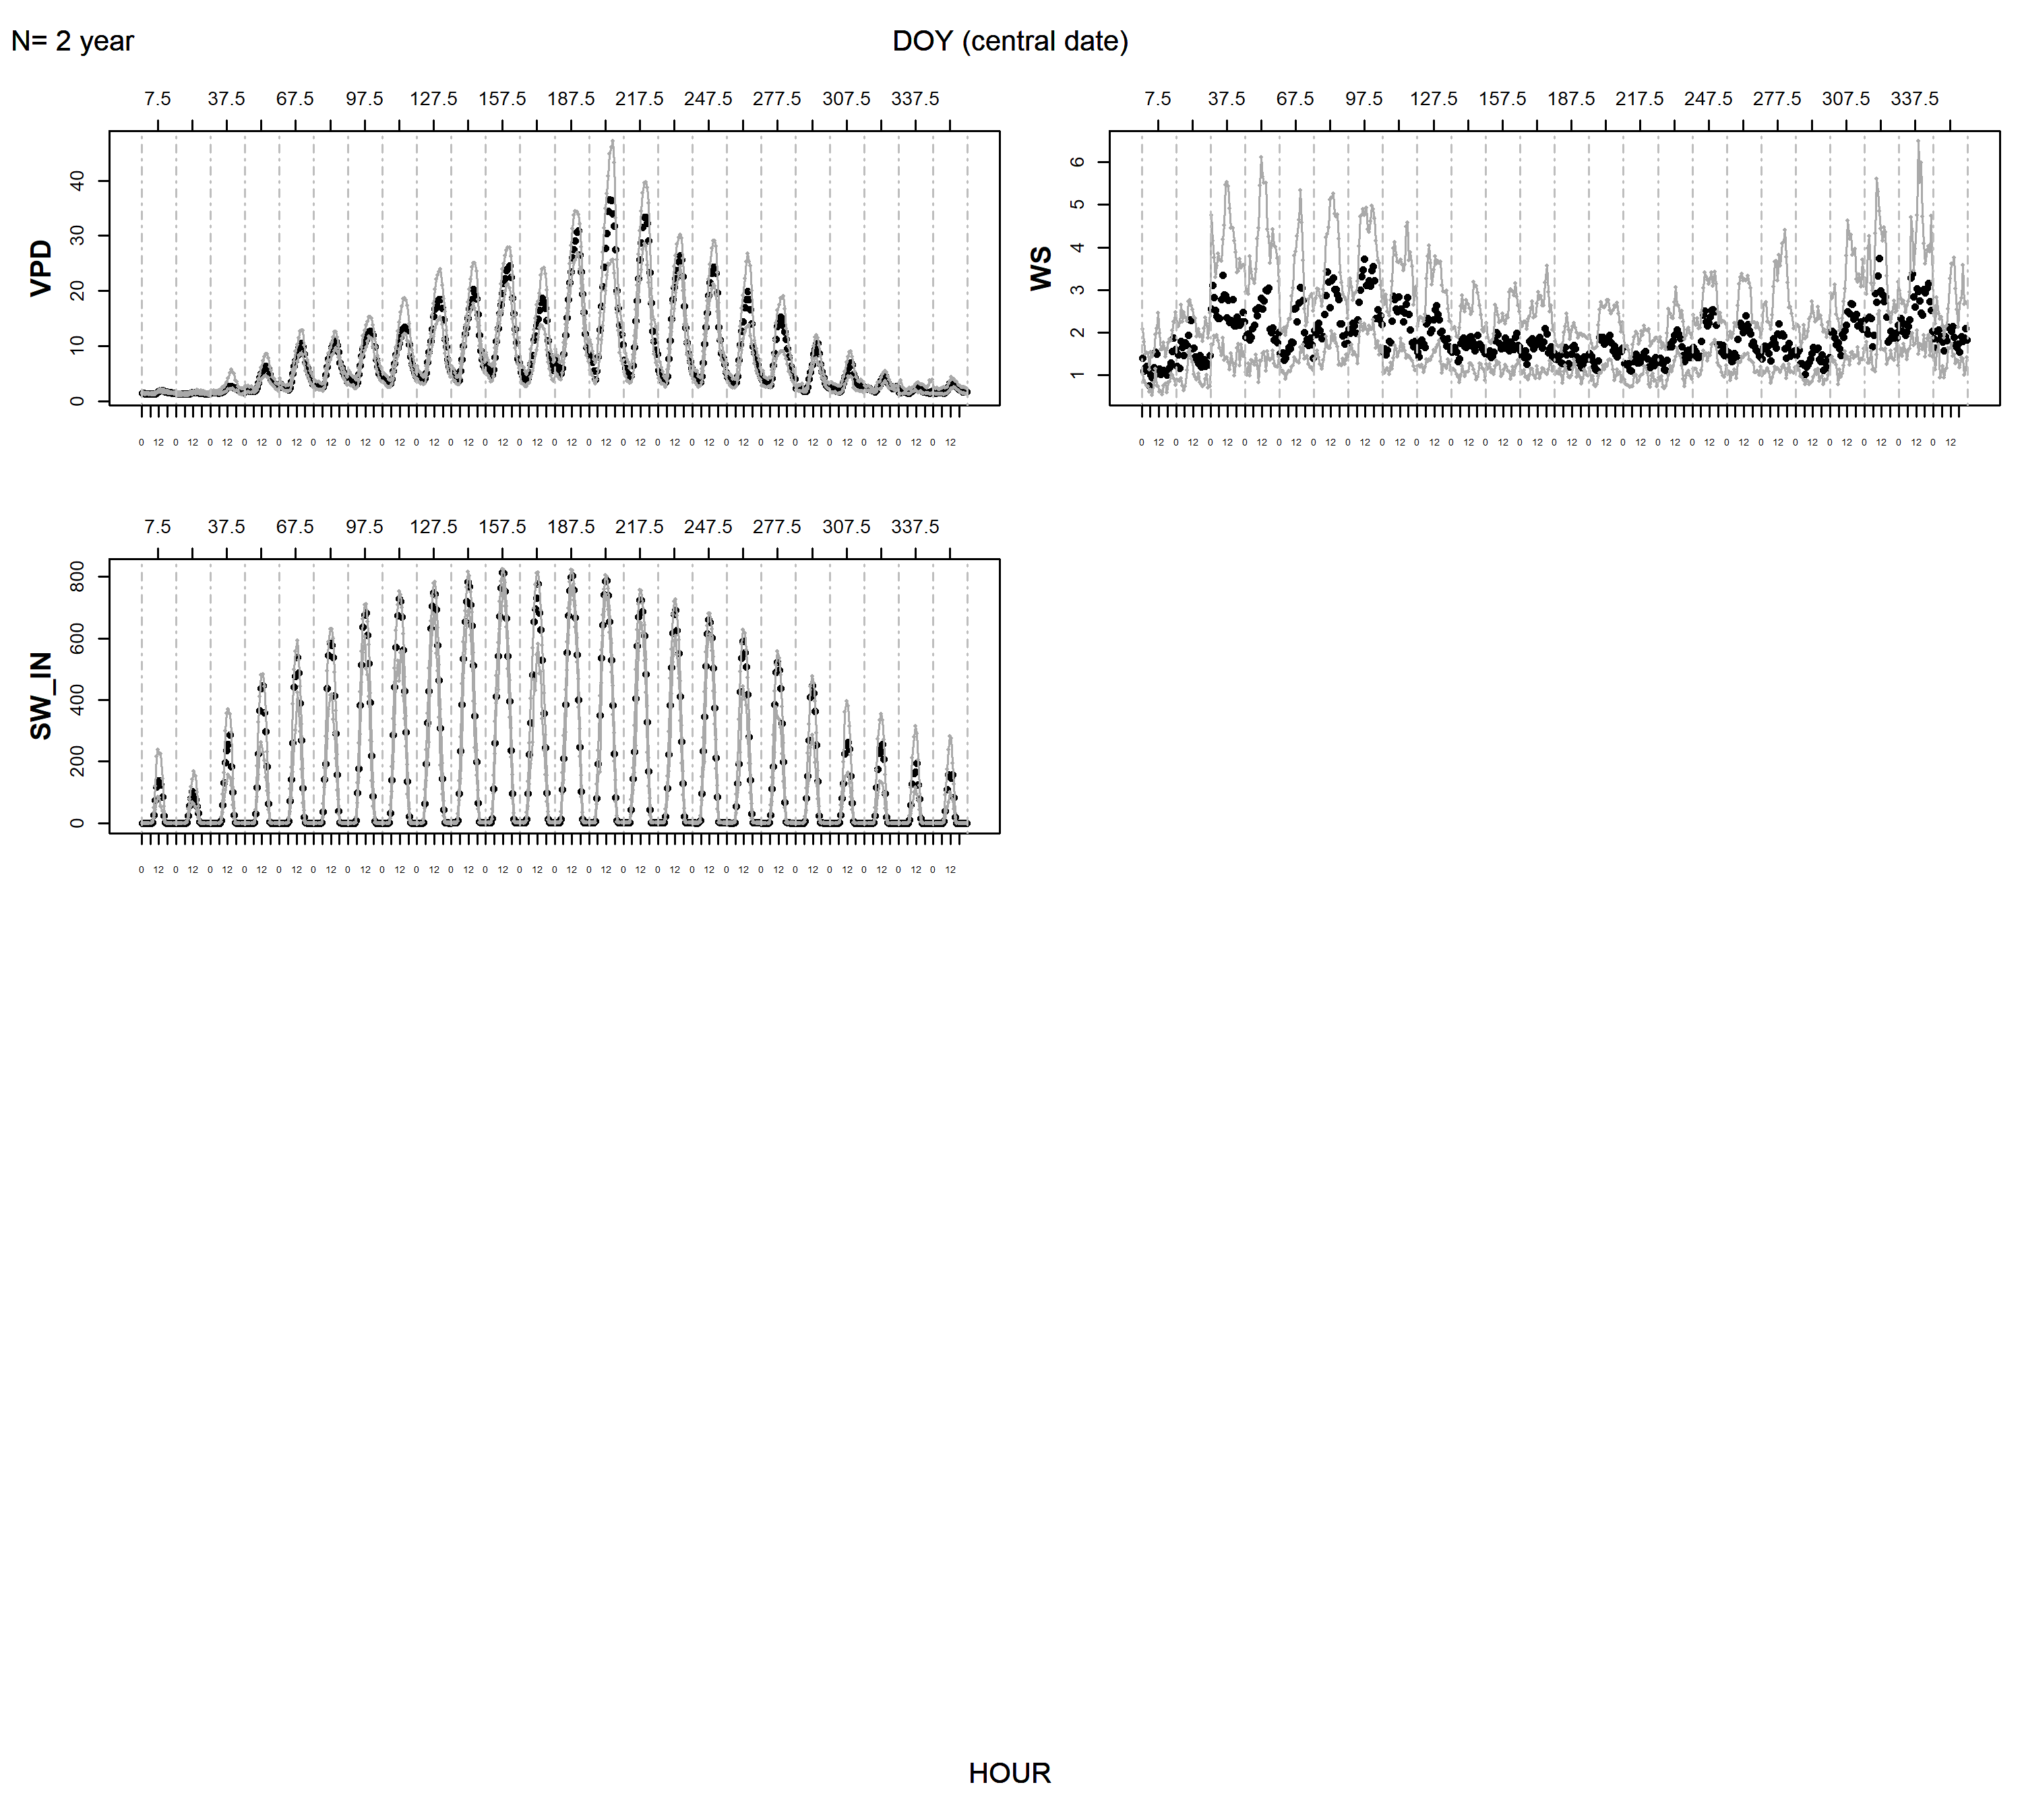 N= 2 year
DOY (central date)
7.5 37.5 67.5 97.5 127.5 157.5 187.5 217.5 247.5 277.5 307.5 337.5
VPD
0 10 20 30 40
0 12 0 12 0 12 0 12 0 12 0 12 0 12 0 12 0 12 0 12 0 12 0 12 0 12 0 12 0 12 0 12 0 12 0 12 0 12 0 12 0 12 0 12 0 12 0 12
7.5 37.5 67.5 97.5 127.5 157.5 187.5 217.5 247.5 277.5 307.5 337.5
WS
1 2 3 4 5 6
0 12 0 12 0 12 0 12 0 12 0 12 0 12 0 12 0 12 0 12 0 12 0 12 0 12 0 12 0 12 0 12 0 12 0 12 0 12 0 12 0 12 0 12 0 12 0 12
7.5 37.5 67.5 97.5 127.5 157.5 187.5 217.5 247.5 277.5 307.5 337.5
SW_IN
0 200 400 600 800
0 12 0 12 0 12 0 12 0 12 0 12 0 12 0 12 0 12 0 12 0 12 0 12 0 12 0 12 0 12 0 12 0 12 0 12 0 12 0 12 0 12 0 12 0 12 0 12
HOUR